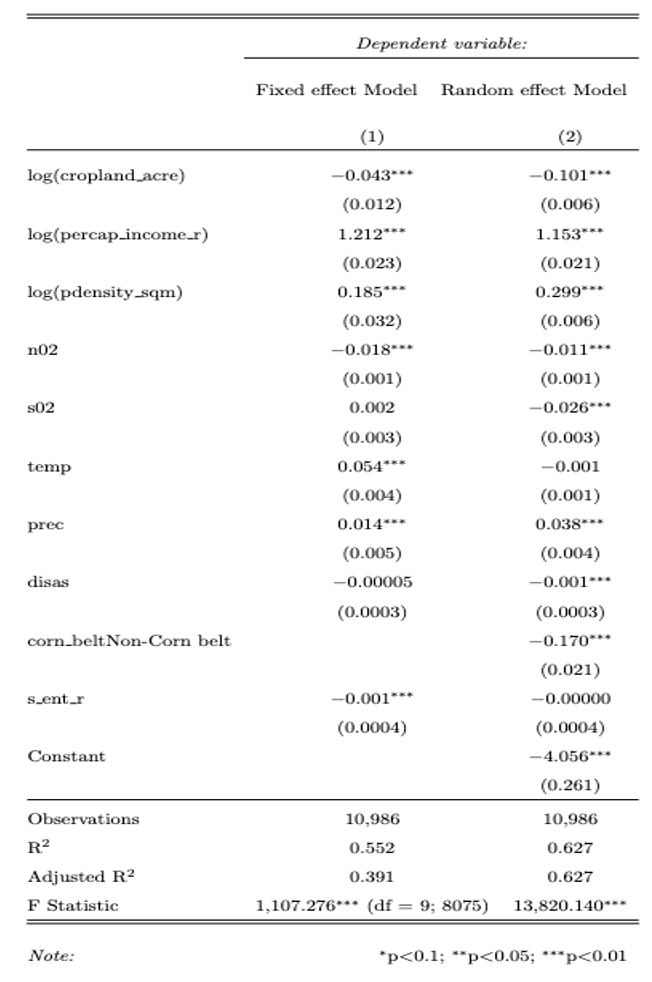 Dependent variable:
Fixed effect Model Random effect Model
(1) (2)
log(cropland_acre) −0.043*** −0.101***
(0.012) (0.006)
log(percap_income_r) 1.212*** 1.153***
(0.023) (0.021)
log(pdensity_sqm) 0.185*** 0.299***
(0.032) (0.006)
n02 −0.018*** −0.011***
(0.001) (0.001)
s02 0.002 −0.026***
(0.003) (0.003)
temp 0.054*** −0.001
(0.004) (0.001)
prec 0.014*** 0.038***
(0.005) (0.004)
disas −0.00005 −0.001***
(0.0003) (0.0003)
corn_beltNon-Corn belt −0.170***
(0.021)
s_ent_r −0.001*** −0.00000
(0.0004) (0.0004)
Constant −4.056***
(0.261)
Observations 10,986 10,986
R² 0.552 0.627
Adjusted R² 0.391 0.627
F Statistic 1,107.276*** (df = 9; 8075) 13,820.140***
Note: *p<0.1; **p<0.05; ***p<0.01